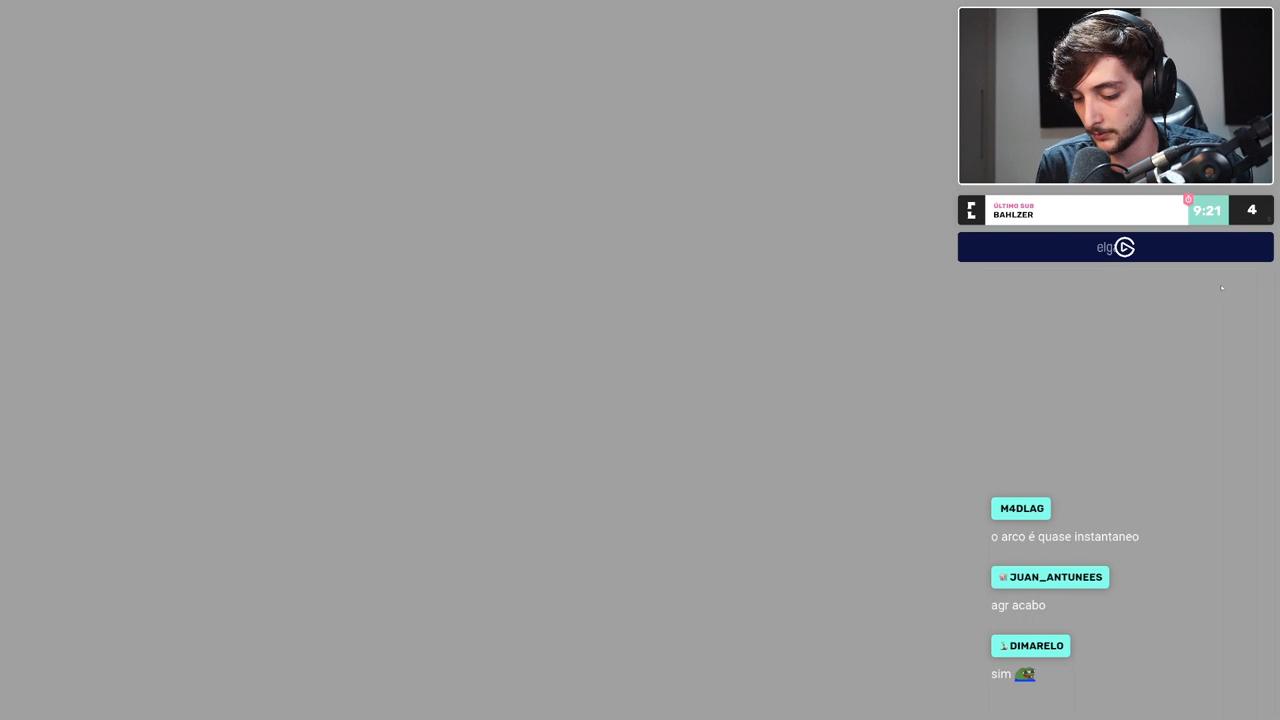 ÚLTIMO SUB
BAHLZER
9:21
4
elg
M4DLAG
o arco é quase instantaneo
JUAN_ANTUNEES
agr acabo
DIMARELO
sim